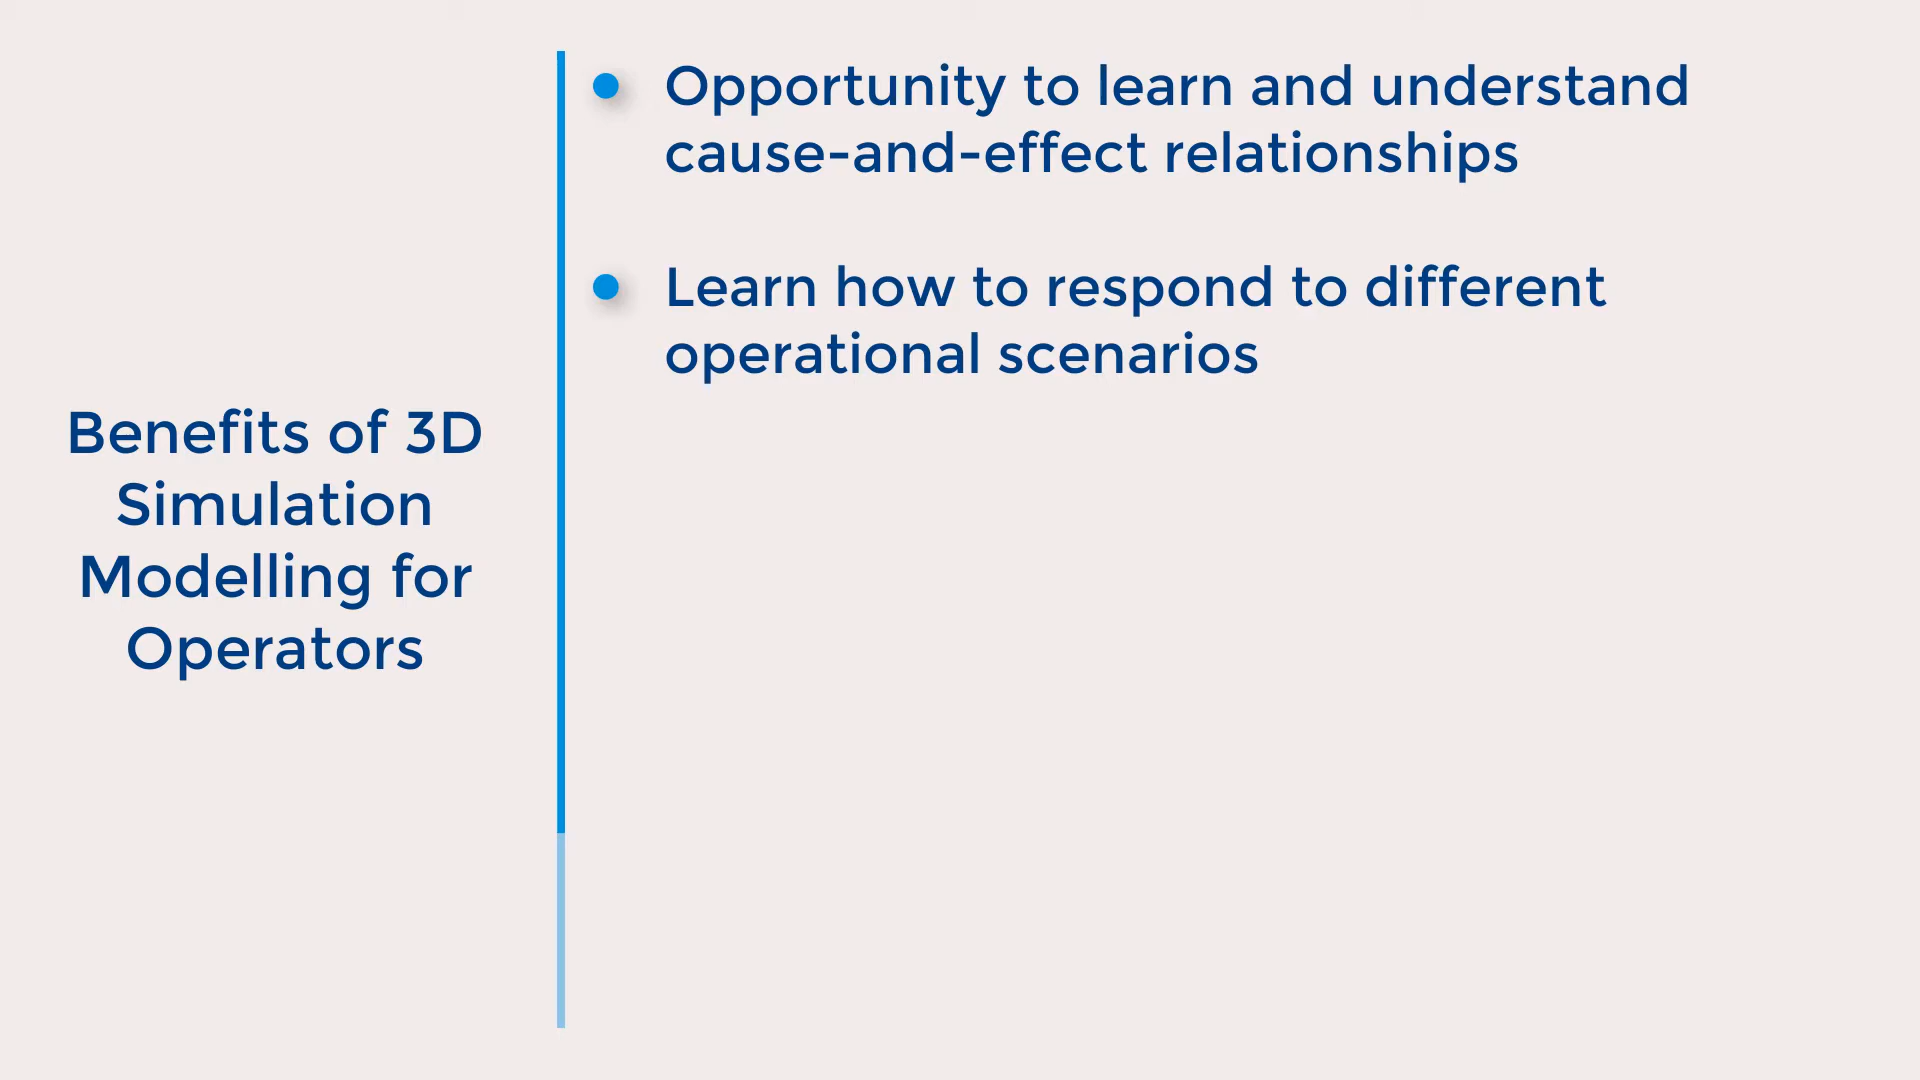 Benefits of 3D
Simulation
Modelling for
Operators
Opportunity to learn and understand
cause-and-effect relationships
Learn how to respond to different
operational scenarios